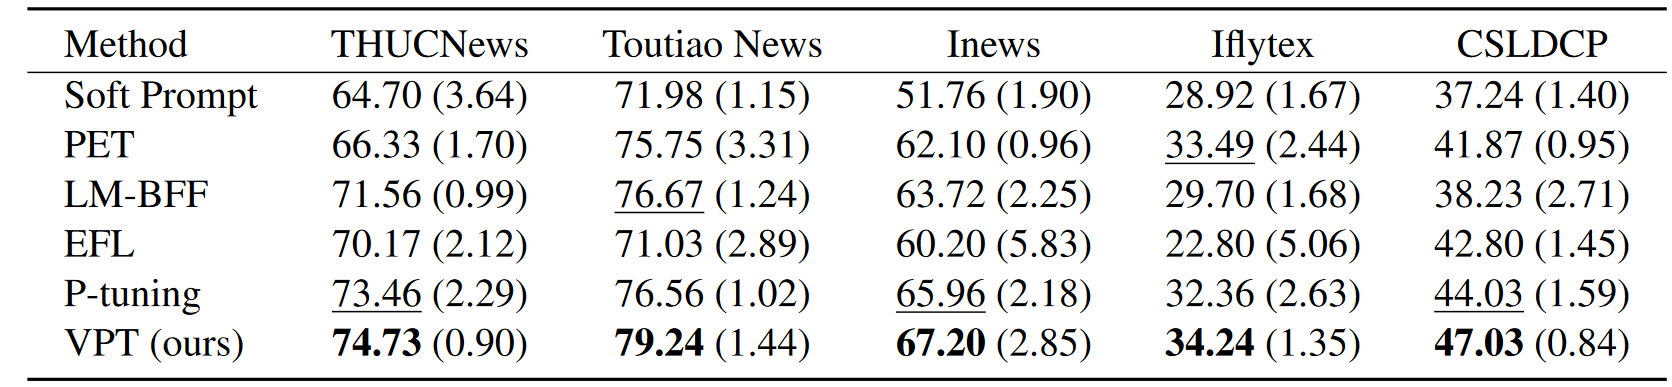 Method THUCNews Toutiao News Inews Iflytex CSLDCP
Soft Prompt 64.70 (3.64) 71.98 (1.15) 51.76 (1.90) 28.92 (1.67) 37.24 (1.40)
PET 66.33 (1.70) 75.75 (3.31) 62.10 (0.96) 33.49 (2.44) 41.87 (0.95)
LM-BFF 71.56 (0.99) 76.67 (1.24) 63.72 (2.25) 29.70 (1.68) 38.23 (2.71)
EFL 70.17 (2.12) 71.03 (2.89) 60.20 (5.83) 22.80 (5.06) 42.80 (1.45)
P-tuning 73.46 (2.29) 76.56 (1.02) 65.96 (2.18) 32.36 (2.63) 44.03 (1.59)
VPT (ours) 74.73 (0.90) 79.24 (1.44) 67.20 (2.85) 34.24 (1.35) 47.03 (0.84)